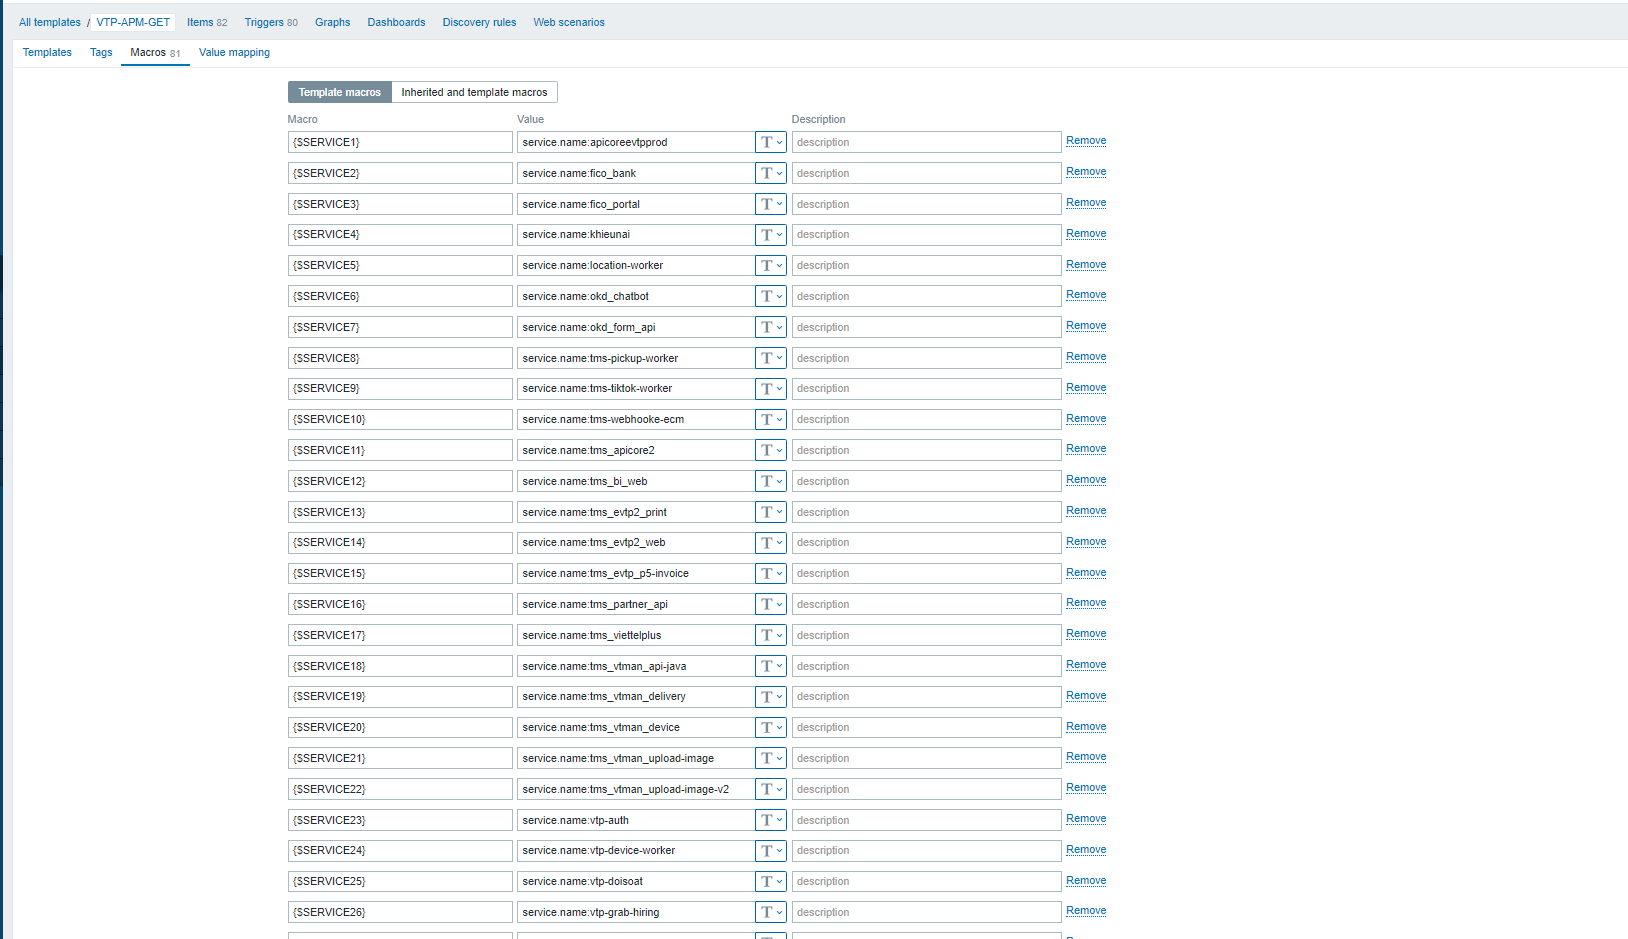 All templates / VTP-APM-GET Items 82 Triggers 80 Graphs Dashboards Discovery rules Web scenarios
Templates Tags Macros 81 Value mapping
Template macros Inherited and template macros
Macro Value Description
{$SERVICE1} service.name:apicoreevtpprod T description Remove
{$SERVICE2} service.name:fico_bank T description Remove
{$SERVICE3} service.name:fico_portal T description Remove
{$SERVICE4} service.name:khieunai T description Remove
{$SERVICE5} service.name:location-worker T description Remove
{$SERVICE6} service.name:okd_chatbot T description Remove
{$SERVICE7} service.name:okd_form_api T description Remove
{$SERVICE8} service.name:tms-pickup-worker T description Remove
{$SERVICE9} service.name:tms-tiktok-worker T description Remove
{$SERVICE10} service.name:tms-webhooke-ecm T description Remove
{$SERVICE11} service.name:tms_apicore2 T description Remove
{$SERVICE12} service.name:tms_bi_web T description Remove
{$SERVICE13} service.name:tms_evtp2_print T description Remove
{$SERVICE14} service.name:tms_evtp2_web T description Remove
{$SERVICE15} service.name:tms_evtp_p5-invoice T description Remove
{$SERVICE16} service.name:tms_partner_api T description Remove
{$SERVICE17} service.name:tms_viettelplus T description Remove
{$SERVICE18} service.name:tms_vtman_api-java T description Remove
{$SERVICE19} service.name:tms_vtman_delivery T description Remove
{$SERVICE20} service.name:tms_vtman_device T description Remove
{$SERVICE21} service.name:tms_vtman_upload-image T description Remove
{$SERVICE22} service.name:tms_vtman_upload-image-v2 T description Remove
{$SERVICE23} service.name:vtp-auth T description Remove
{$SERVICE24} service.name:vtp-device-worker T description Remove
{$SERVICE25} service.name:vtp-doisoat T description Remove
{$SERVICE26} service.name:vtp-grab-hiring T description Remove